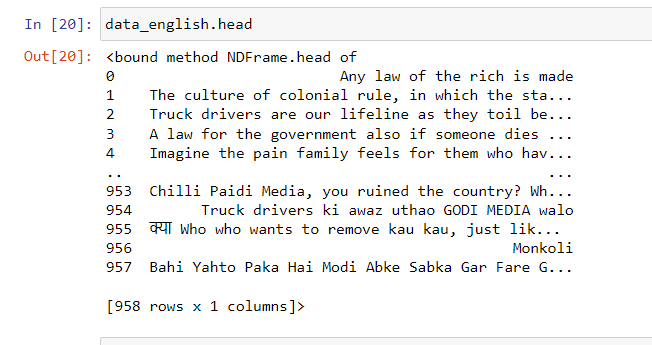 In [20]: data_english.head
Out[20]: <bound method NDFrame.head of
0 Any law of the rich is made
1 The culture of colonial rule, in which the sta...
2 Truck drivers are our lifeline as they toil be...
3 A law for the government also if someone dies ...
4 Imagine the pain family feels for them who hav...
.. ...
953 Chilli Paidi Media, you ruined the country? Wh...
954 Truck drivers ki awaz uthao GODI MEDIA walo
955 क्या Who who wants to remove kau kau, just lik...
956 Monkoli
957 Bahi Yahto Paka Hai Modi Abke Sabka Gar Fare G...
[958 rows x 1 columns]>